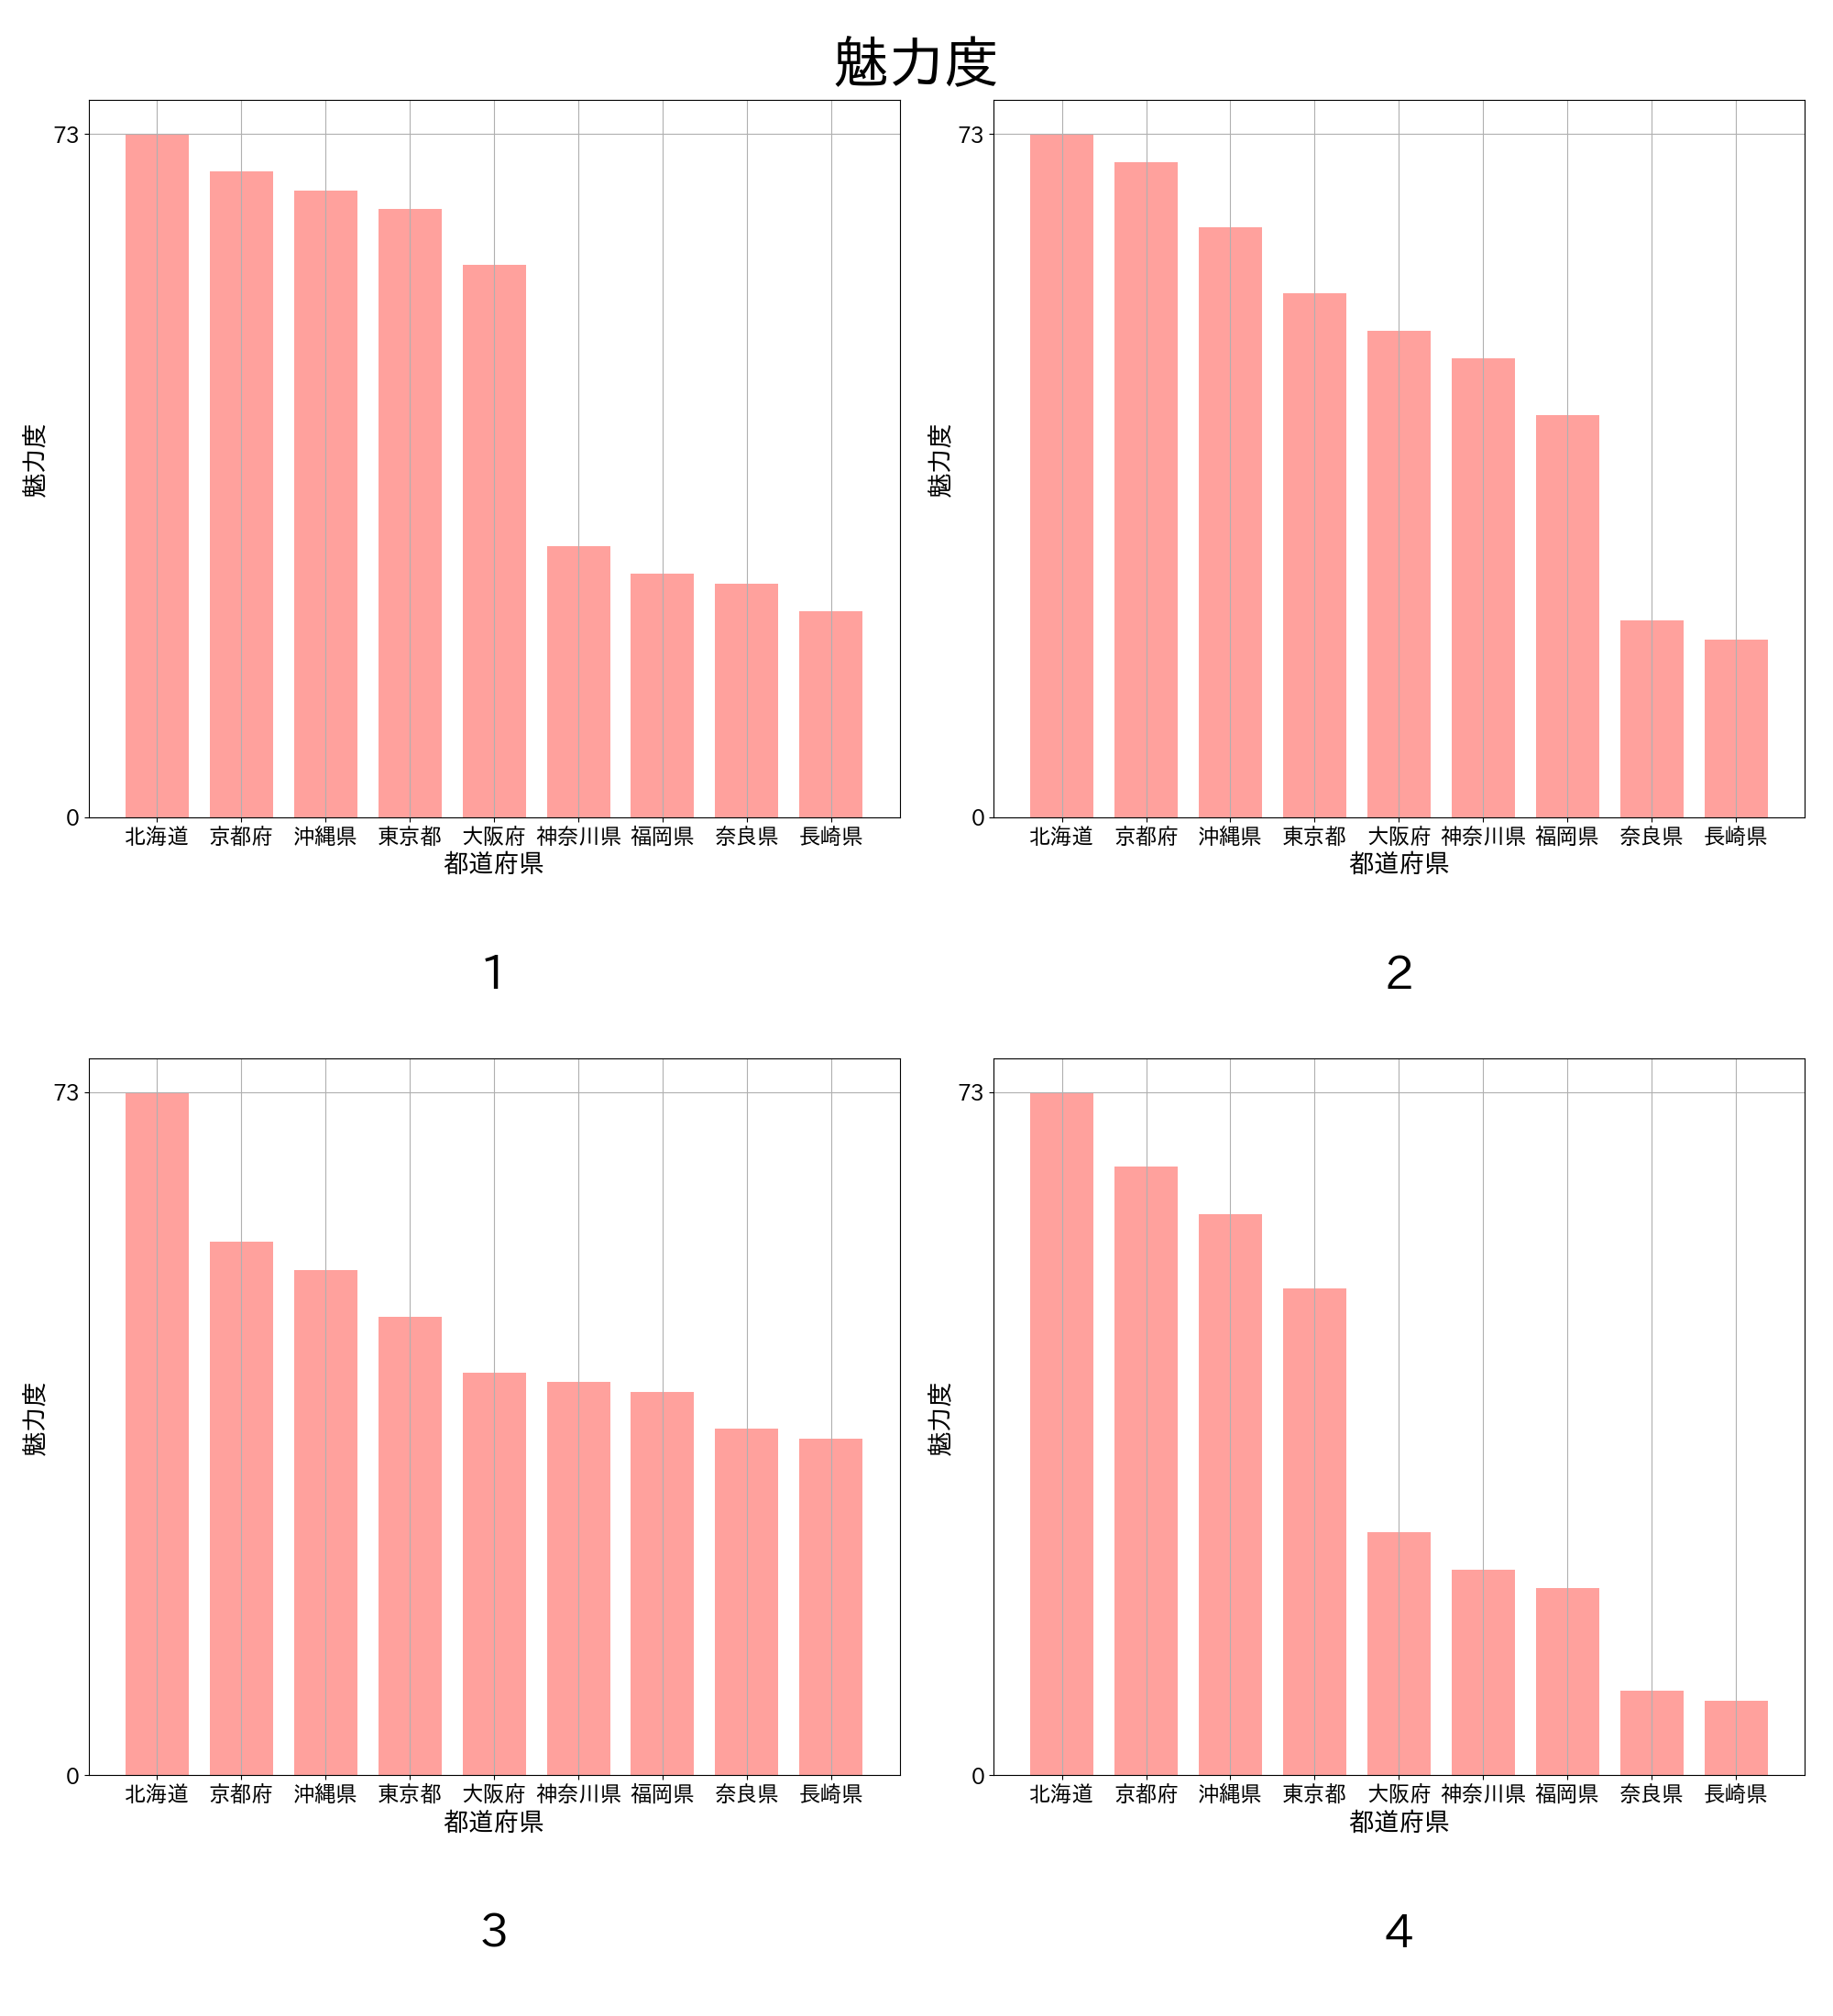 魅力度
73
0
魅力度
北海道 京都府 沖縄県 東京都 大阪府 神奈川県 福岡県 奈良県 長崎県
都道府県
1
73
0
魅力度
北海道 京都府 沖縄県 東京都 大阪府 神奈川県 福岡県 奈良県 長崎県
都道府県
2
73
0
魅力度
北海道 京都府 沖縄県 東京都 大阪府 神奈川県 福岡県 奈良県 長崎県
都道府県
3
73
0
魅力度
北海道 京都府 沖縄県 東京都 大阪府 神奈川県 福岡県 奈良県 長崎県
都道府県
4